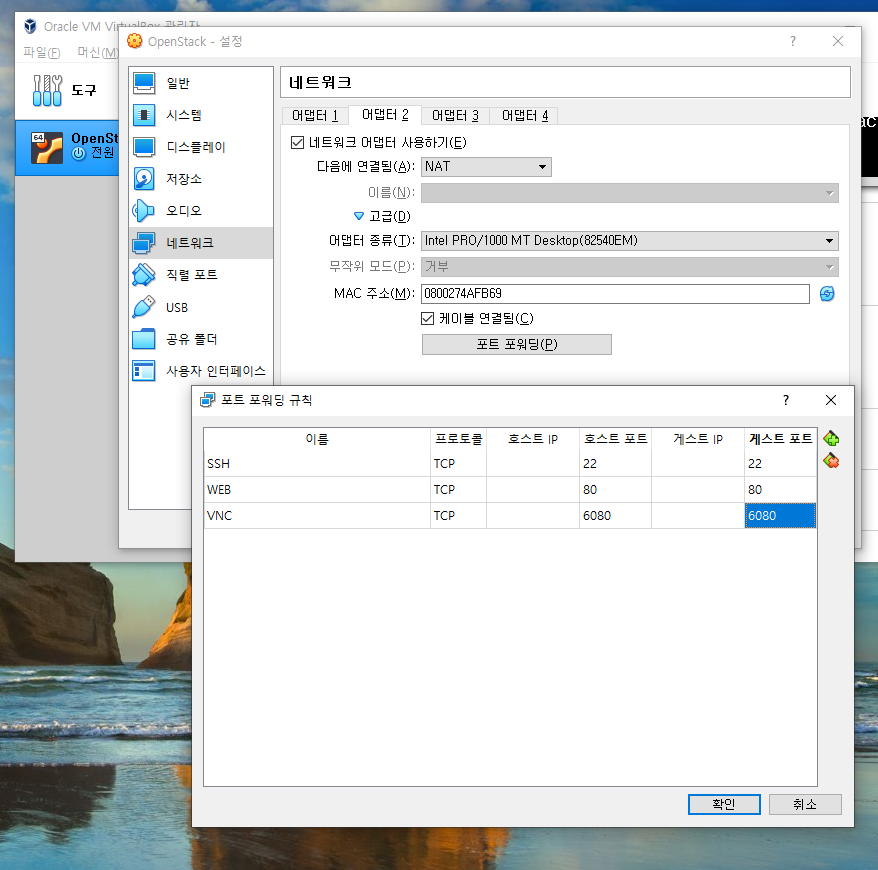 Oracle VM VirtualBox 관리자
파일(F) 머신(M)
OpenStack - 설정
?
도구
64
OpenSt
전원
일반
시스템
디스플레이
저장소
오디오
네트워크
직렬 포트
USB
공유 폴더
사용자 인터페이스
네트워크
어댑터 1 어댑터 2 어댑터 3 어댑터 4
네트워크 어댑터 사용하기(E)
다음에 연결됨(A): NAT
이름(N):
고급(D)
어댑터 종류(T): Intel PRO/1000 MT Desktop(82540EM)
무작위 모드(P): 거부
MAC 주소(M): 0800274AFB69
케이블 연결됨(C)
포트 포워딩(P)
ac
포트 포워딩 규칙
?
이름 프로토콜 호스트 IP 호스트 포트 게스트 IP 게스트 포트
SSH TCP 22 22
WEB TCP 80 80
VNC TCP 6080 6080
확인 취소